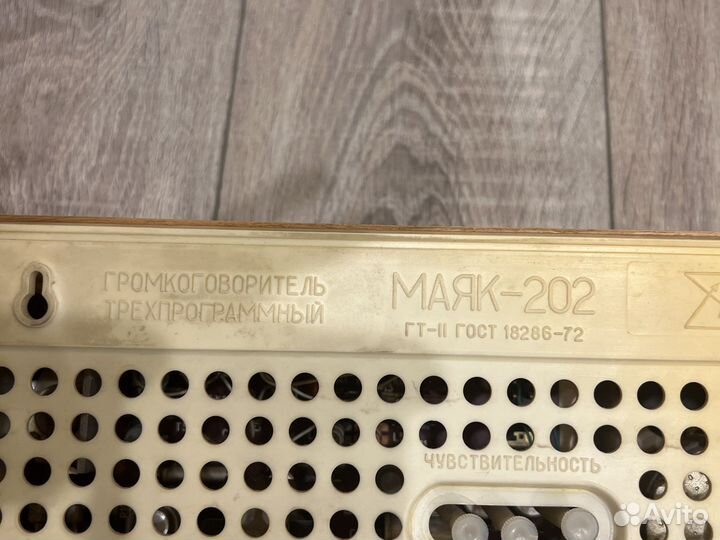 ГРОМКОГОВОРИТЕЛЬ
ТРЕХПРОГРАММНЫЙ
МАЯК-202
ГТ-II ГОСТ 18286-72
ЧУВСТВИТЕЛЬНОСТЬ
Avito